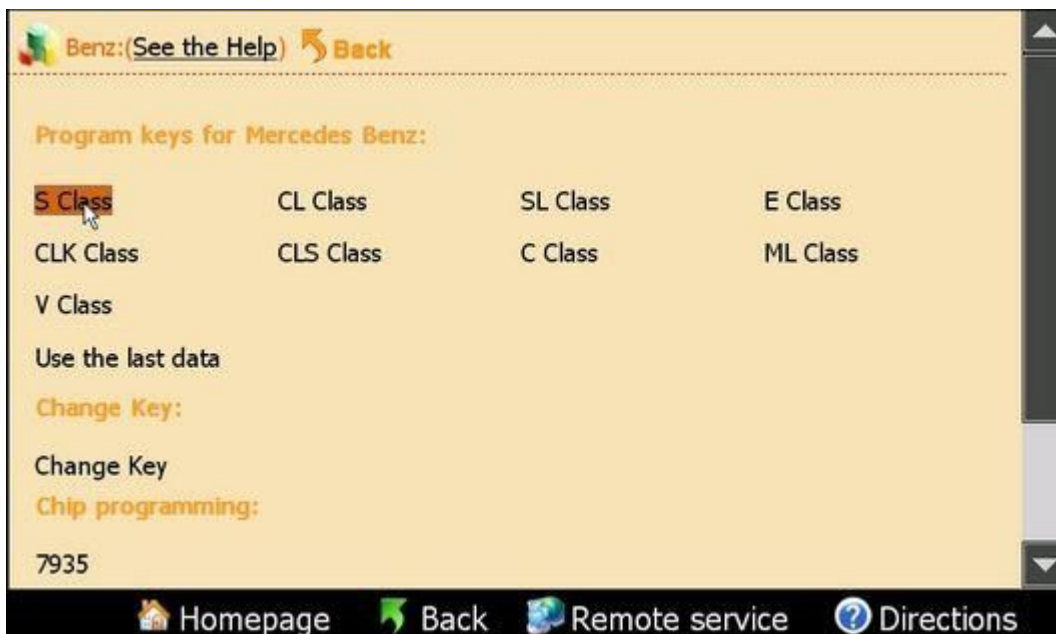 Benz:(See the Help) Back
Program keys for Mercedes Benz:
S Class CL Class SL Class E Class
CLK Class CLS Class C Class ML Class
V Class
Use the last data
Change Key:
Change Key
Chip programming:
7935
Homepage Back Remote service Directions